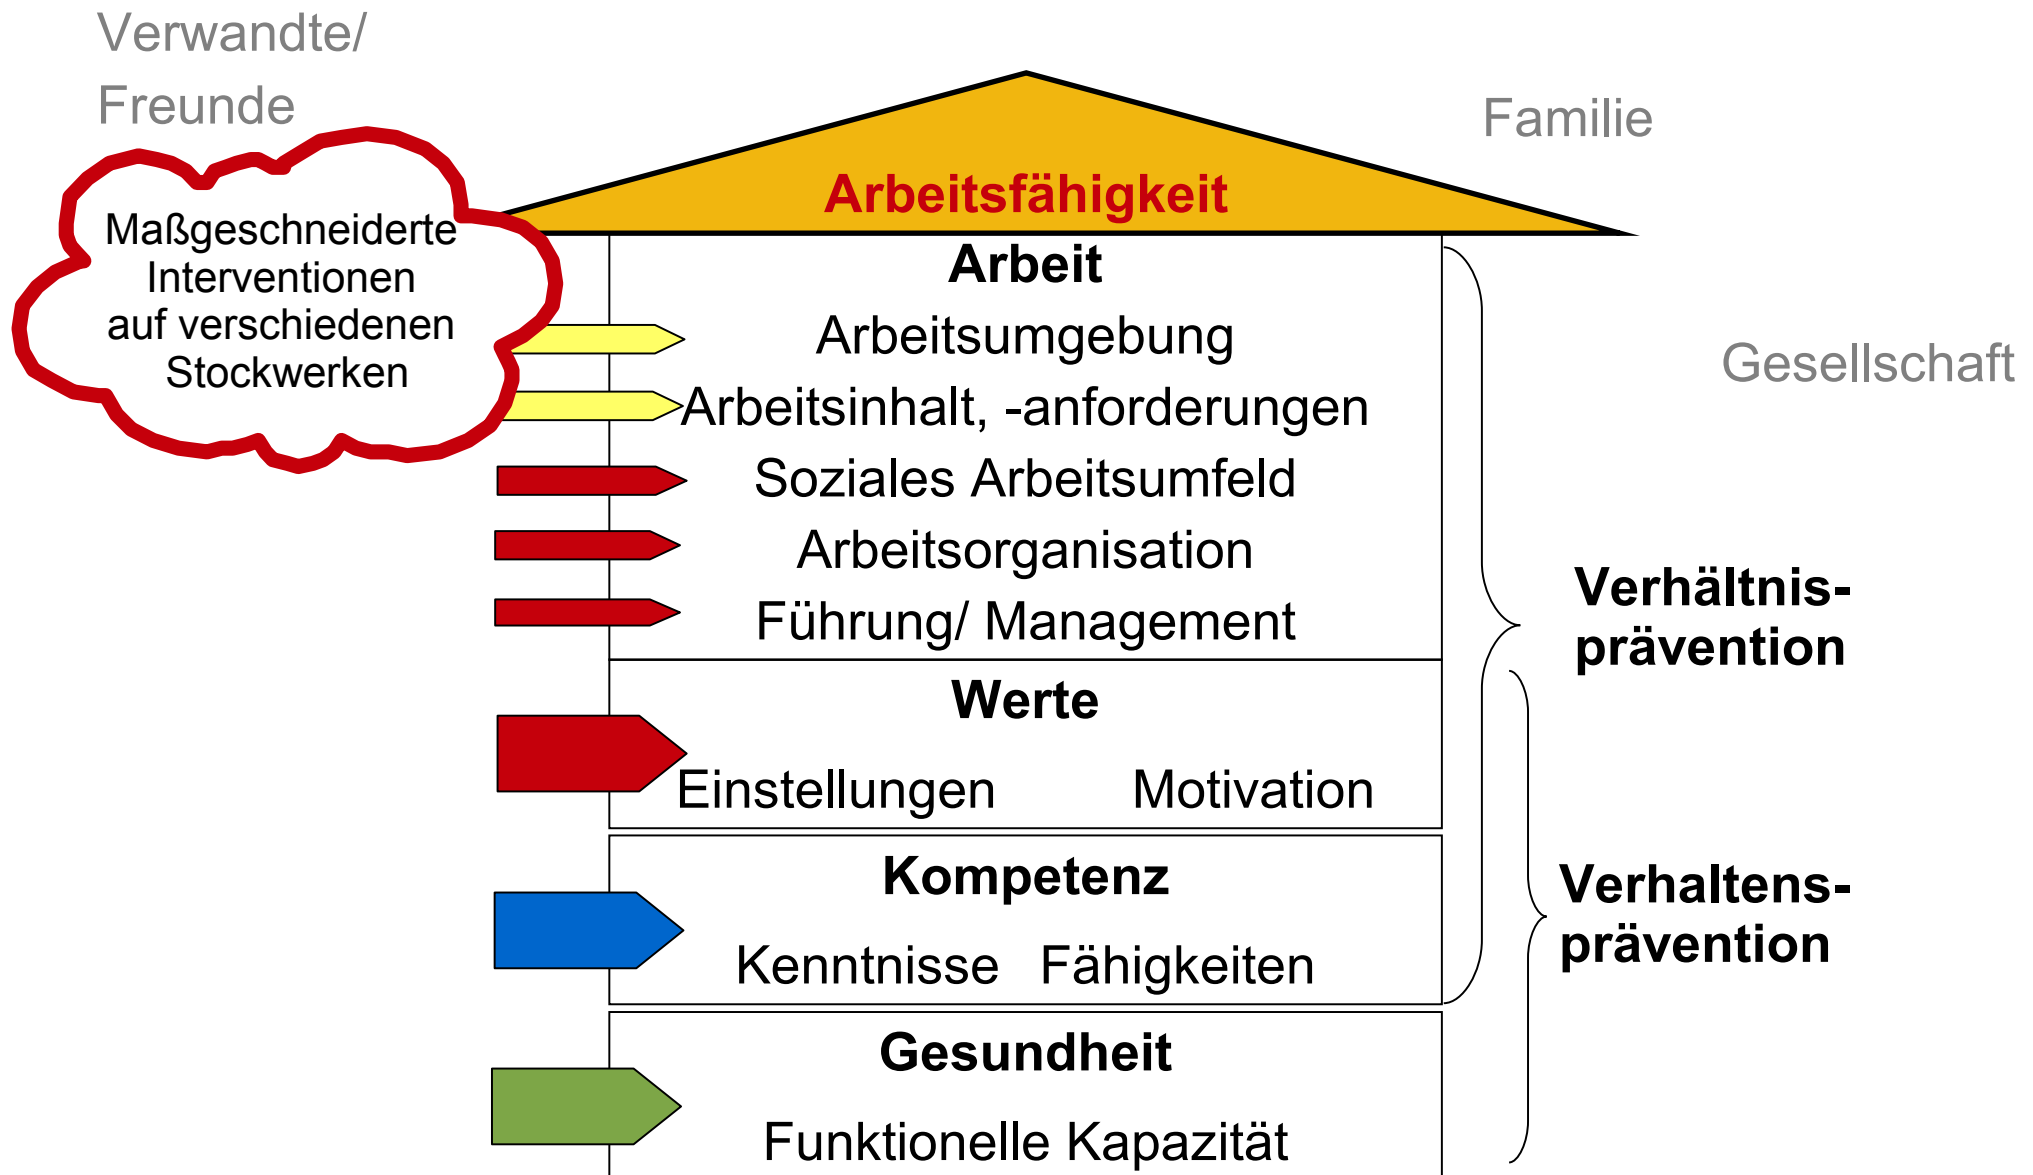 Verwandte/
Freunde
Familie
Arbeitsfähigkeit
Maßgeschneiderte
Interventionen
auf verschiedenen
Stockwerken
Gesellschaft
Arbeit
Arbeitsumgebung
Arbeitsinhalt, -anforderungen
Soziales Arbeitsumfeld
Arbeitsorganisation
Führung/ Management
Verhältnis-
prävention
Werte
Einstellungen Motivation
Kompetenz
Kenntnisse Fähigkeiten
Verhaltens-
prävention
Gesundheit
Funktionelle Kapazität